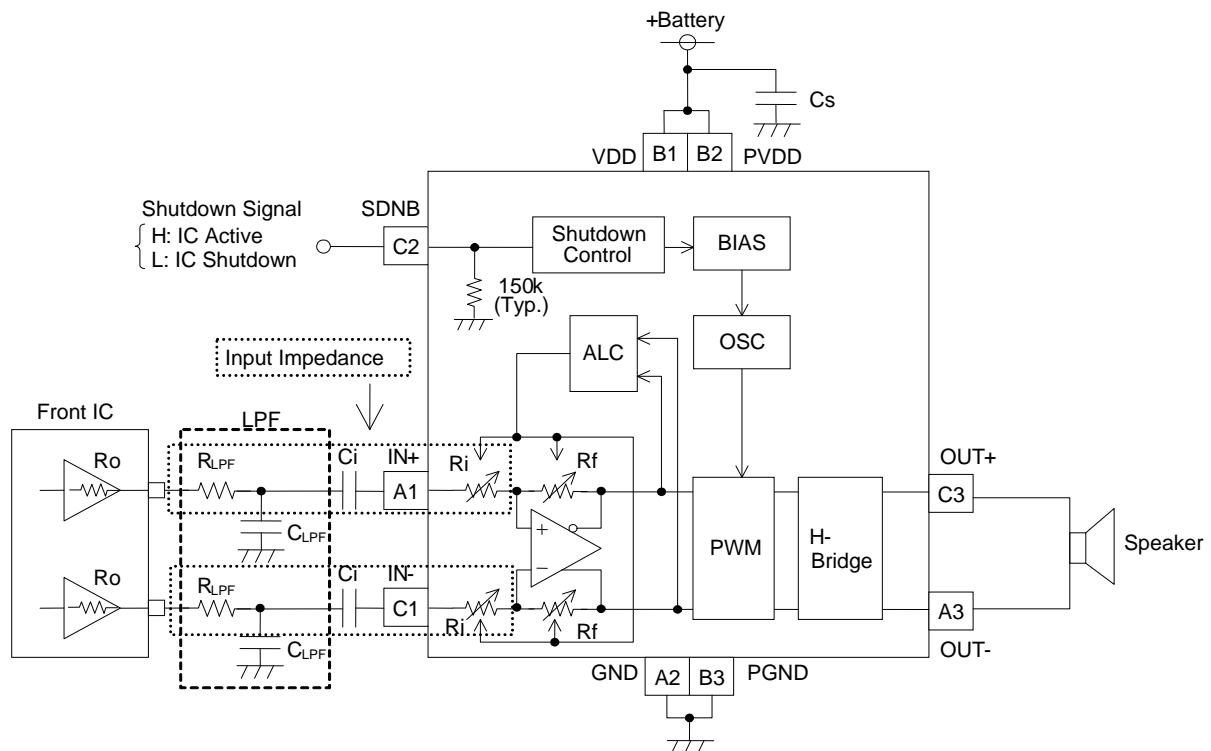 +Battery
Cs
VDD
B1
B2
PVDD
Shutdown Signal
H: IC Active
L: IC Shutdown
SDNB
C2
Shutdown
Control
BIAS
150k
(Typ.)
OSC
ALC
Input Impedance
Front IC
LPF
Ro
RLPF
Ci
IN+
A1
Ri
Rf
CLPF
+
−
PWM
H-
Bridge
OUT+
C3
Speaker
Ro
RLPF
Ci
IN-
C1
Ri
Rf
CLPF
A3
OUT-
GND
A2
B3
PGND